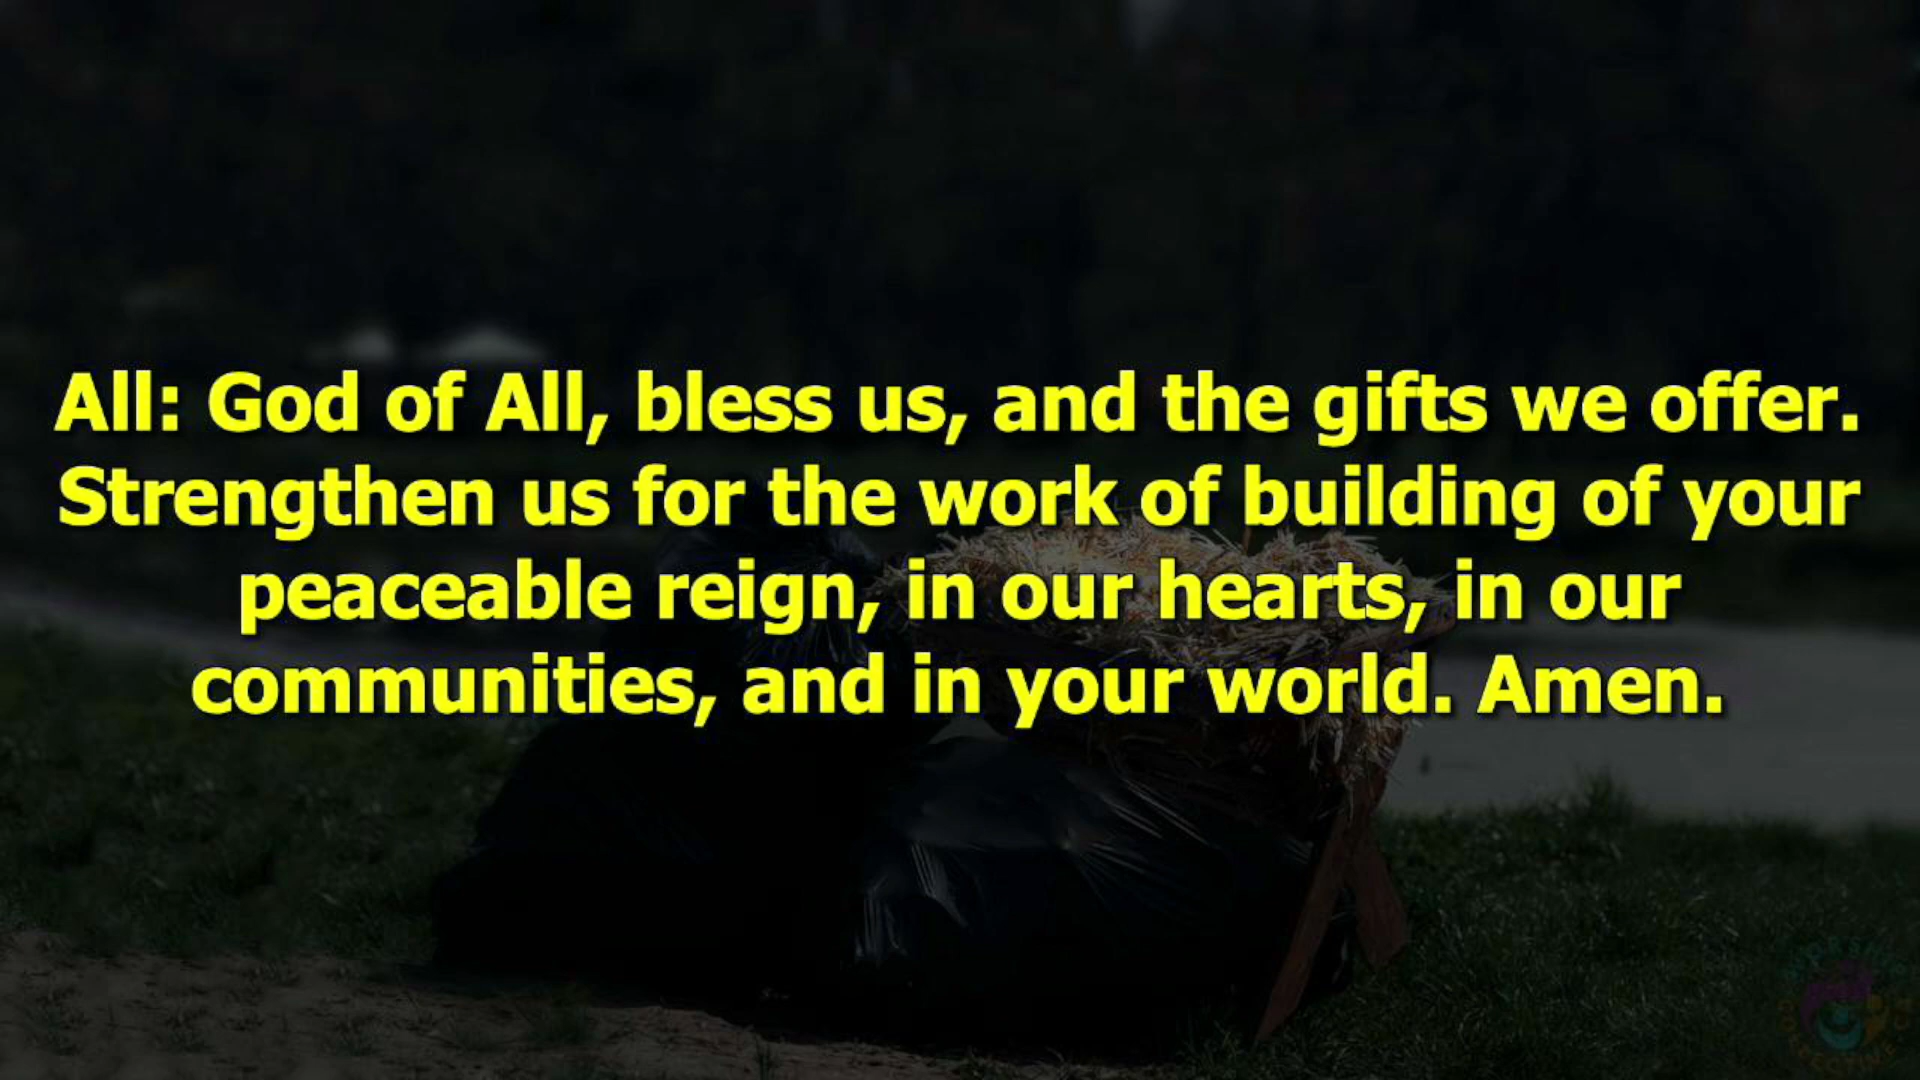 All: God of All, bless us, and the gifts we offer.
Strengthen us for the work of building of your
peaceable reign, in our hearts, in our
communities, and in your world. Amen.